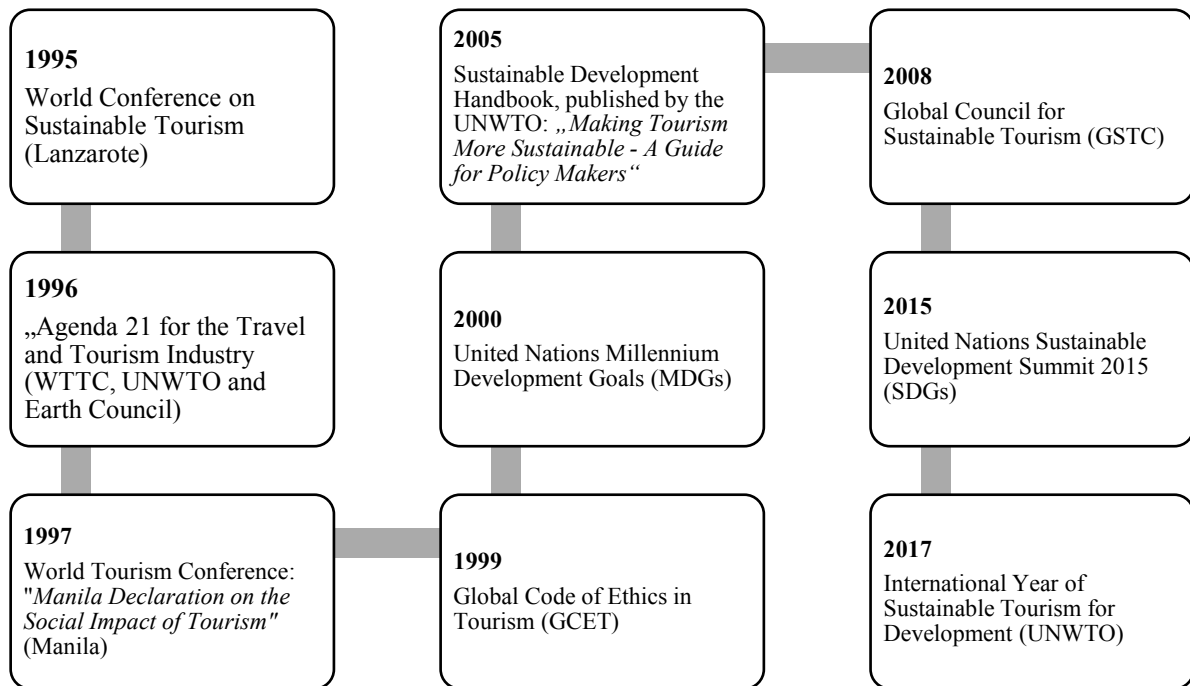 1995
World Conference on
Sustainable Tourism
(Lanzarote)
1996
„Agenda 21 for the Travel
and Tourism Industry
(WTTC, UNWTO and
Earth Council)
1997
World Tourism Conference:
"Manila Declaration on the
Social Impact of Tourism"
(Manila)
1999
Global Code of Ethics in
Tourism (GCET)
2000
United Nations Millennium
Development Goals (MDGs)
2005
Sustainable Development
Handbook, published by the
UNWTO: „Making Tourism
More Sustainable - A Guide
for Policy Makers“
2008
Global Council for
Sustainable Tourism (GSTC)
2015
United Nations Sustainable
Development Summit 2015
(SDGs)
2017
International Year of
Sustainable Tourism for
Development (UNWTO)